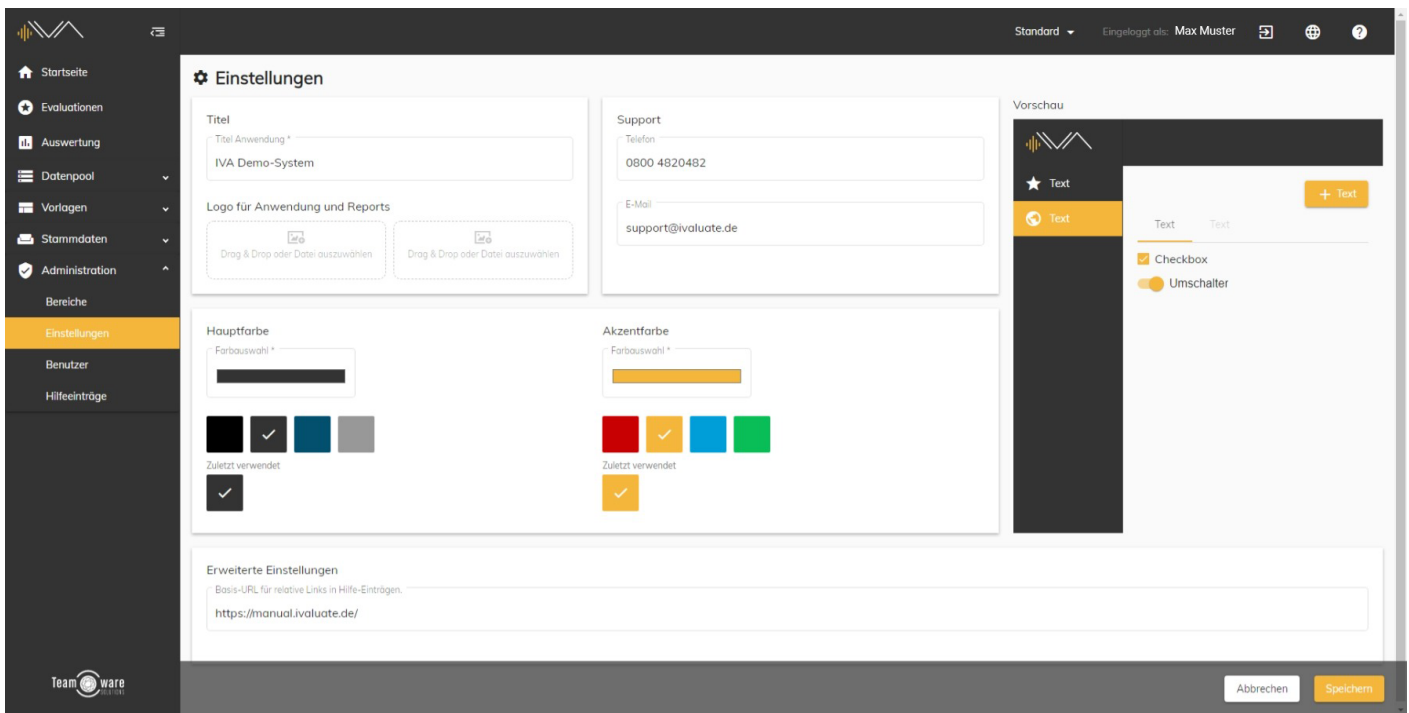 IVA
Standard
Eingeloggt als: Max Muster
Startseite
Evaluationen
Auswertung
Datenpool
Vorlagen
Stammdaten
Administration
Bereiche
Einstellungen
Benutzer
Hilfeeinträge
Team ware
SOLUTIONS
Einstellungen
Titel
Titel Anwendung *
IVA Demo-System
Logo für Anwendung und Reports
Drag & Drop oder Datei auszuwählen
Drag & Drop oder Datei auszuwählen
Support
Telefon
0800 4820482
E-Mail
support@ivaluate.de
Hauptfarbe
Farbauswahl *
Zuletzt verwendet
Akzentfarbe
Farbauswahl *
Zuletzt verwendet
Vorschau
IVA
Text
Text
+ Text
Text Text
Checkbox
Umschalter
Erweiterte Einstellungen
Basis-URL für relative Links in Hilfe-Einträgen.
https://manual.ivaluate.de/
Abbrechen
Speichern